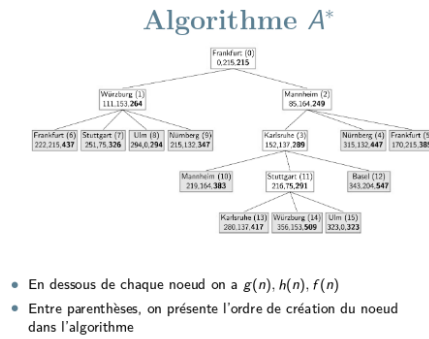 Algorithme A*
Frankfurt (0)
0,215,215
Würzburg (1)
111,153,264
Mannheim (2)
85,164,249
Frankfurt (6)
222,215,437
Stuttgart (7)
251,75,326
Ulm (8)
294,0,294
Nürnberg (9)
215,132,347
Karlsruhe (3)
152,137,289
Nürnberg (4)
315,132,447
Frankfurt (5
170,215,385
Mannheim (10)
219,164,383
Stuttgart (11)
216,75,291
Basel (12)
343,204,547
Karlsruhe (13)
280,137,417
Würzburg (14)
356,153,509
Ulm (15)
323,0,323
• En dessous de chaque noeud on a g(n), h(n), f(n)
• Entre parenthèses, on présente l'ordre de création du noeud
dans l'algorithme